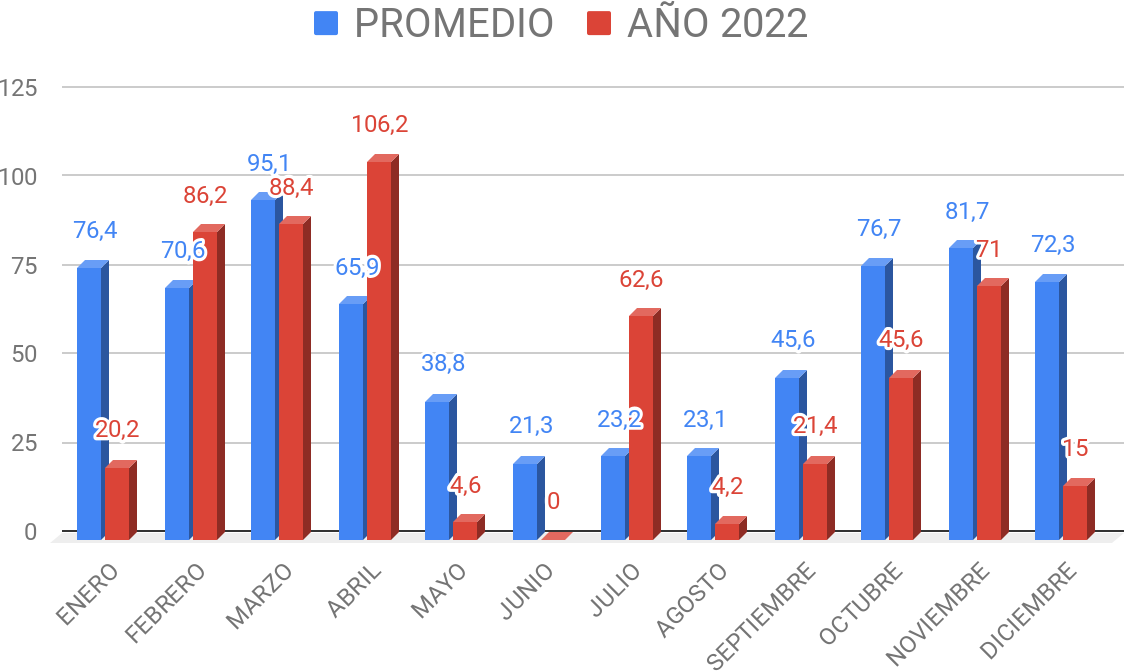 PROMEDIO AÑO 2022
125
100
75
50
25
0
76,4
20,2
70,6
86,2
95,1
88,4
65,9
106,2
38,8
4,6
21,3
0
23,2
62,6
23,1
4,2
45,6
21,4
76,7
45,6
81,7
71
72,3
15
ENERO
FEBRERO
MARZO
ABRIL
MAYO
JUNIO
JULIO
AGOSTO
SEPTIEMBRE
OCTUBRE
NOVIEMBRE
DICIEMBRE